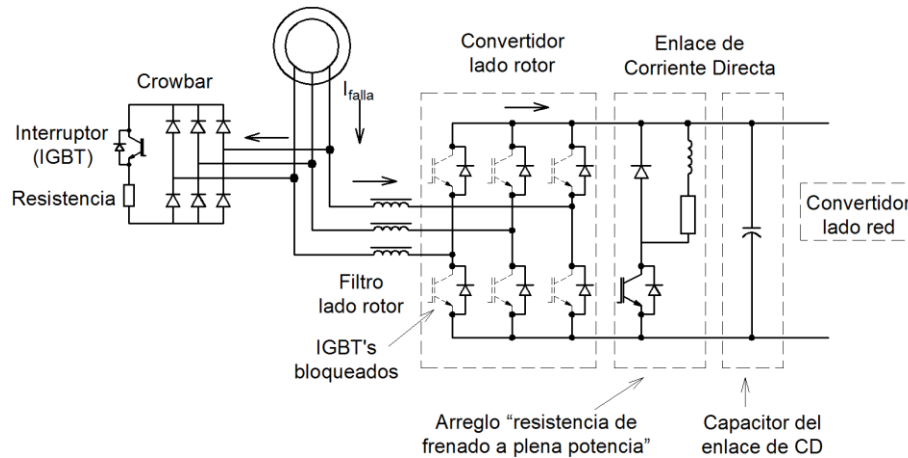 Convertidor
lado rotor
Enlace de
Corriente Directa
Crowbar
Ifalla
Interruptor
(IGBT)
Resistencia
Convertidor
lado red
Filtro
lado rotor
IGBT's
bloqueados
Arreglo “resistencia de
frenado a plena potencia”
Capacitor del
enlace de CD